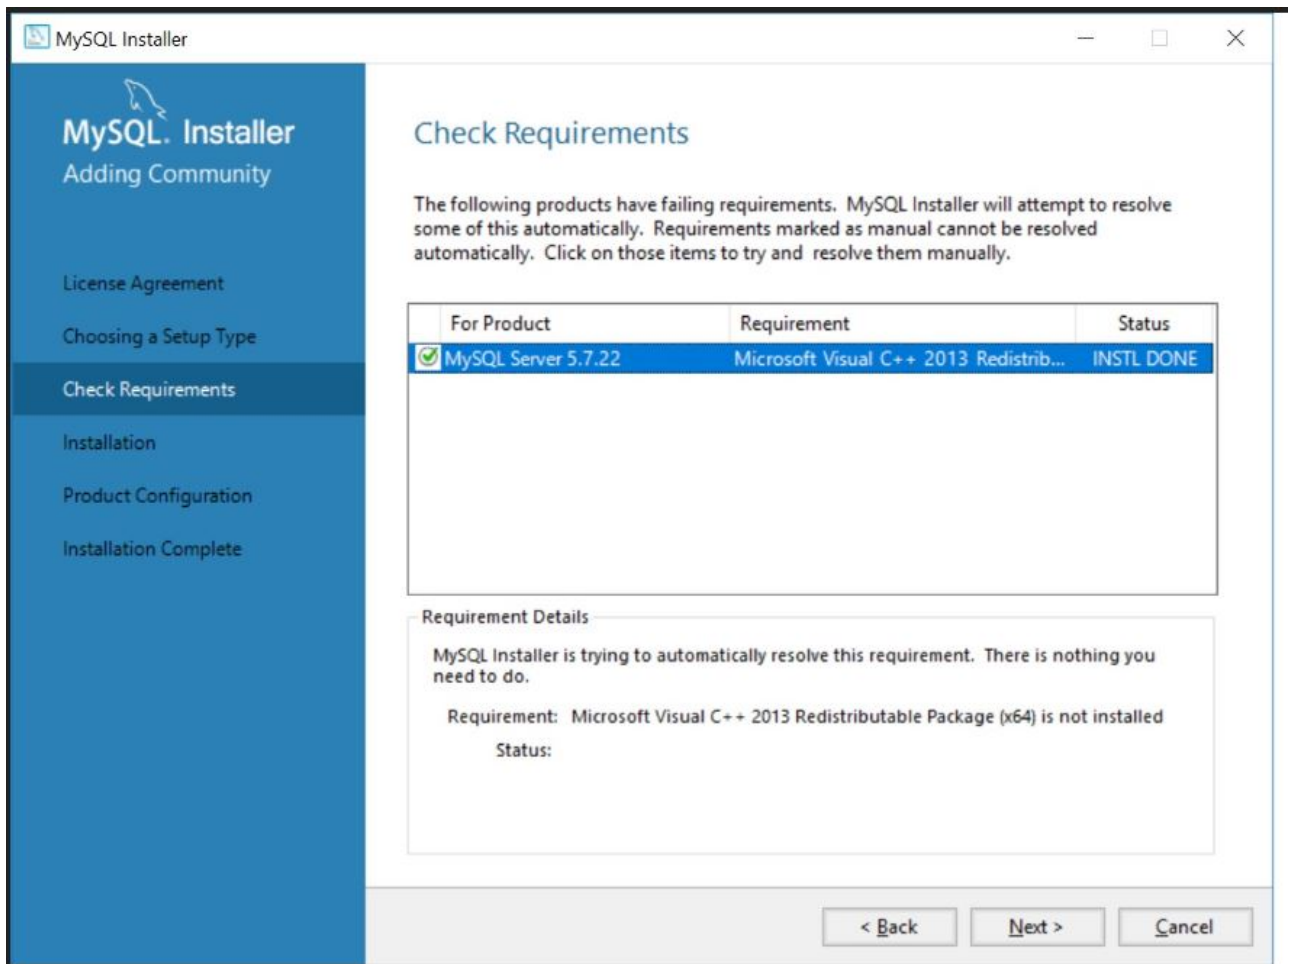 MySQL Installer
MySQL. Installer
Adding Community
License Agreement
Choosing a Setup Type
Check Requirements
Installation
Product Configuration
Installation Complete
Check Requirements
The following products have failing requirements.  MySQL Installer will attempt to resolve
some of this automatically.  Requirements marked as manual cannot be resolved
automatically.  Click on those items to try and  resolve them manually.
For Product Requirement Status
MySQL Server 5.7.22 Microsoft Visual C++ 2013 Redistrib... INSTL DONE
Requirement Details
MySQL Installer is trying to automatically resolve this requirement.  There is nothing you
need to do.
Requirement: Microsoft Visual C++ 2013 Redistributable Package (x64) is not installed
Status:
< Back Next > Cancel